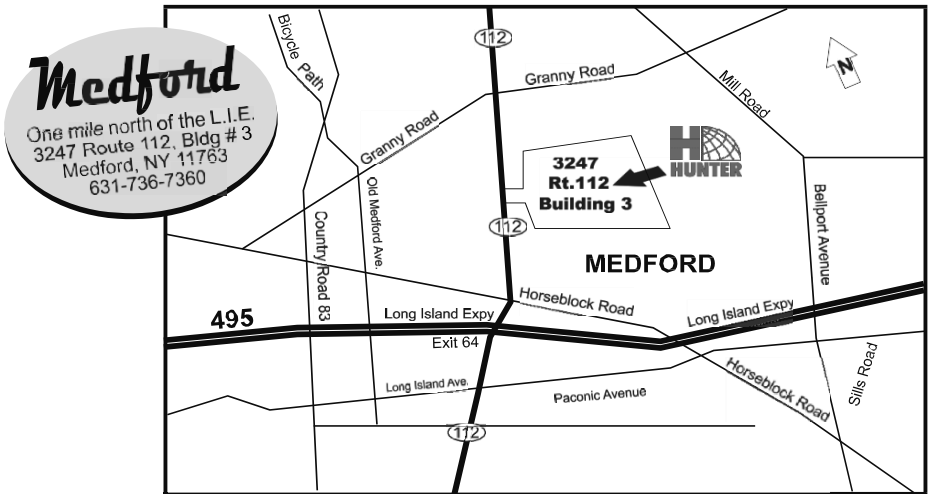 Medford
One mile north of the L.I.E.
3247 Route 112, Bldg # 3
Medford, NY 11763
631-736-7360
Bicycle Path
112
Granny Road
Mill Road
N
Granny Road
3247
Rt.112
Building 3
H
HUNTER
Old Medford Ave.
Country Road 83
112
Bellport Avenue
MEDFORD
Horseblock Road
495
Long Island Expy
Long Island Expy
Exit 64
Long Island Ave.
Paconic Avenue
Horseblock Road
Sills Road
112